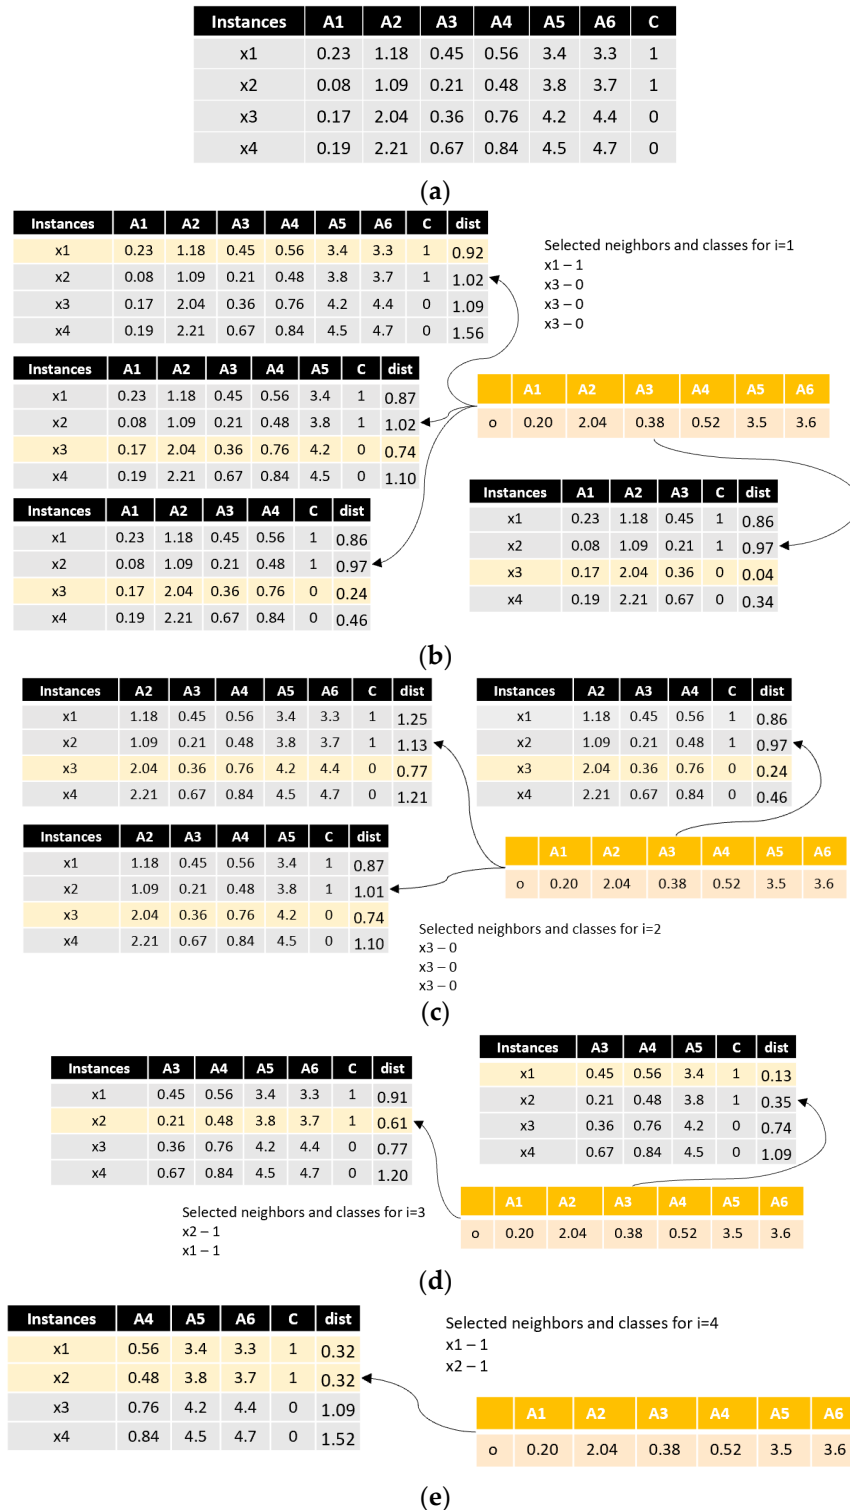 Instances A1 A2 A3 A4 A5 A6 C
x1 0.23 1.18 0.45 0.56 3.4 3.3 1
x2 0.08 1.09 0.21 0.48 3.8 3.7 1
x3 0.17 2.04 0.36 0.76 4.2 4.4 0
x4 0.19 2.21 0.67 0.84 4.5 4.7 0
(a)
Instances A1 A2 A3 A4 A5 A6 C dist
x1 0.23 1.18 0.45 0.56 3.4 3.3 1 0.92
x2 0.08 1.09 0.21 0.48 3.8 3.7 1 1.02
x3 0.17 2.04 0.36 0.76 4.2 4.4 0 1.09
x4 0.19 2.21 0.67 0.84 4.5 4.7 0 1.56
Selected neighbors and classes for i=1
x1 – 1
x3 – 0
x3 – 0
x3 – 0
Instances A1 A2 A3 A4 A5 C dist
x1 0.23 1.18 0.45 0.56 3.4 1 0.87
x2 0.08 1.09 0.21 0.48 3.8 1 1.02
x3 0.17 2.04 0.36 0.76 4.2 0 0.74
x4 0.19 2.21 0.67 0.84 4.5 0 1.10
A1 A2 A3 A4 A5 A6
o 0.20 2.04 0.38 0.52 3.5 3.6
Instances A1 A2 A3 A4 C dist
x1 0.23 1.18 0.45 0.56 1 0.86
x2 0.08 1.09 0.21 0.48 1 0.97
x3 0.17 2.04 0.36 0.76 0 0.24
x4 0.19 2.21 0.67 0.84 0 0.46
Instances A1 A2 A3 C dist
x1 0.23 1.18 0.45 1 0.86
x2 0.08 1.09 0.21 1 0.97
x3 0.17 2.04 0.36 0 0.04
x4 0.19 2.21 0.67 0 0.34
(b)
Instances A2 A3 A4 A5 A6 C dist
x1 1.18 0.45 0.56 3.4 3.3 1 1.25
x2 1.09 0.21 0.48 3.8 3.7 1 1.13
x3 2.04 0.36 0.76 4.2 4.4 0 0.77
x4 2.21 0.67 0.84 4.5 4.7 0 1.21
Instances A2 A3 A4 C dist
x1 1.18 0.45 0.56 1 0.86
x2 1.09 0.21 0.48 1 0.97
x3 2.04 0.36 0.76 0 0.24
x4 2.21 0.67 0.84 0 0.46
Instances A2 A3 A4 A5 C dist
x1 1.18 0.45 0.56 3.4 1 0.87
x2 1.09 0.21 0.48 3.8 1 1.01
x3 2.04 0.36 0.76 4.2 0 0.74
x4 2.21 0.67 0.84 4.5 0 1.10
A1 A2 A3 A4 A5 A6
o 0.20 2.04 0.38 0.52 3.5 3.6
Selected neighbors and classes for i=2
x3 – 0
x3 – 0
x3 – 0
(c)
Instances A3 A4 A5 A6 C dist
x1 0.45 0.56 3.4 3.3 1 0.91
x2 0.21 0.48 3.8 3.7 1 0.61
x3 0.36 0.76 4.2 4.4 0 0.77
x4 0.67 0.84 4.5 4.7 0 1.20
Instances A3 A4 A5 C dist
x1 0.45 0.56 3.4 1 0.13
x2 0.21 0.48 3.8 1 0.35
x3 0.36 0.76 4.2 0 0.74
x4 0.67 0.84 4.5 0 1.09
Selected neighbors and classes for i=3
x2 – 1
x1 – 1
A1 A2 A3 A4 A5 A6
o 0.20 2.04 0.38 0.52 3.5 3.6
(d)
Instances A4 A5 A6 C dist
x1 0.56 3.4 3.3 1 0.32
x2 0.48 3.8 3.7 1 0.32
x3 0.76 4.2 4.4 0 1.09
x4 0.84 4.5 4.7 0 1.52
Selected neighbors and classes for i=4
x1 – 1
x2 – 1
A1 A2 A3 A4 A5 A6
o 0.20 2.04 0.38 0.52 3.5 3.6
(e)